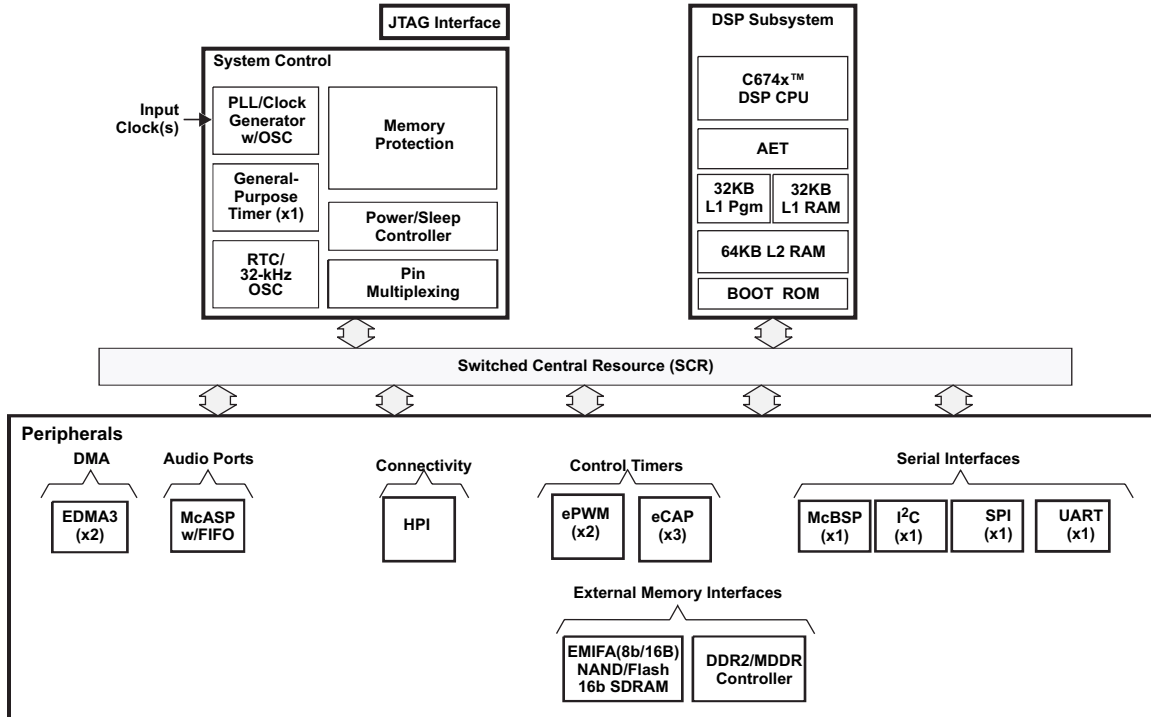 JTAG Interface
DSP Subsystem
System Control
Input
Clock(s)
PLL/Clock
Generator
w/OSC
General-
Purpose
Timer (x1)
RTC/
32-kHz
OSC
Memory
Protection
Power/Sleep
Controller
Pin
Multiplexing
C674x™
DSP CPU
AET
32KB
L1 Pgm
32KB
L1 RAM
64KB L2 RAM
BOOT ROM
Switched Central Resource (SCR)
Peripherals
DMA
EDMA3
(x2)
Audio Ports
McASP
w/FIFO
Connectivity
HPI
Control Timers
ePWM
(x2)
eCAP
(x3)
Serial Interfaces
McBSP
(x1)
I²C
(x1)
SPI
(x1)
UART
(x1)
External Memory Interfaces
EMIFA(8b/16B)
NAND/Flash
16b SDRAM
DDR2/MDDR
Controller